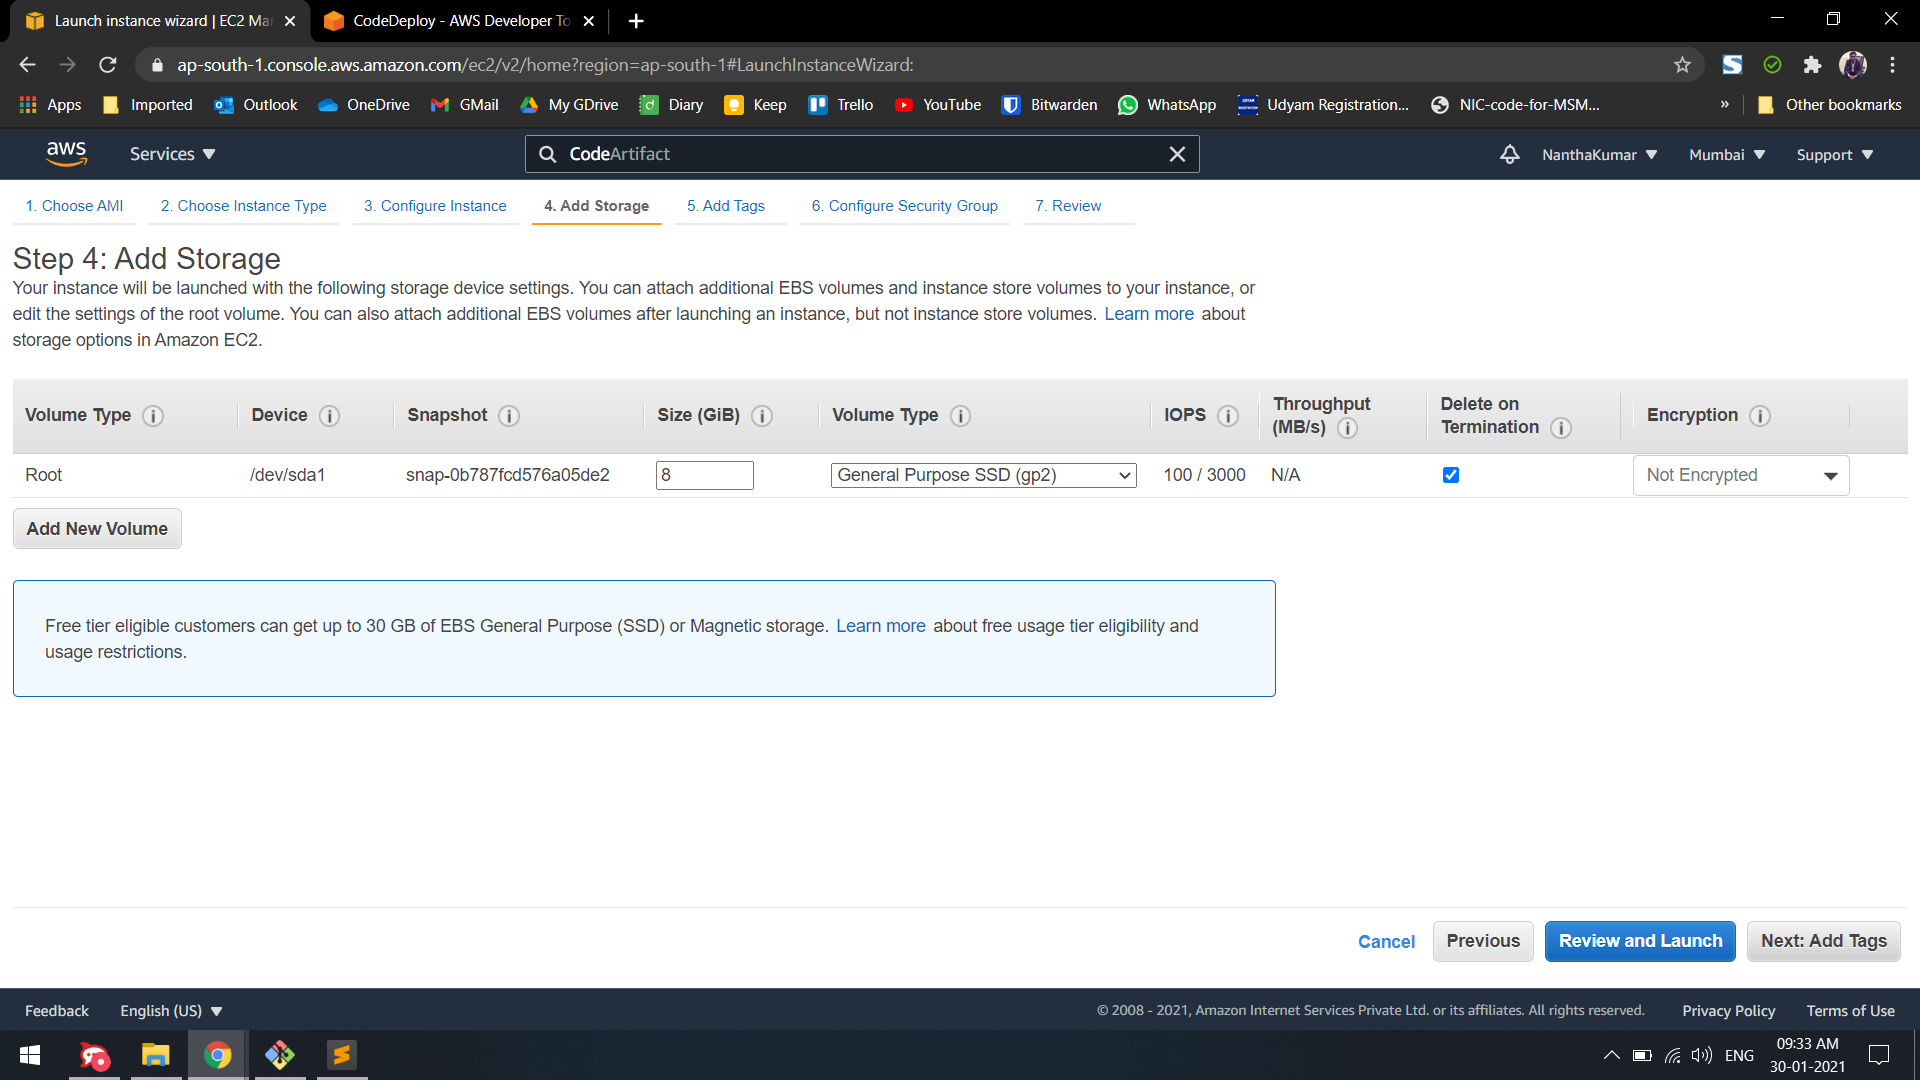 Launch instance wizard | EC2 Mar
CodeDeploy - AWS Developer To
ap-south-1.console.aws.amazon.com/ec2/v2/home?region=ap-south-1#LaunchInstanceWizard:
Apps Imported Outlook OneDrive GMail My GDrive Diary Keep Trello YouTube Bitwarden WhatsApp Udyam Registration... NIC-code-for-MSM... » Other bookmarks
aws Services CodeArtifact NanthaKumar Mumbai Support
1. Choose AMI 2. Choose Instance Type 3. Configure Instance 4. Add Storage 5. Add Tags 6. Configure Security Group 7. Review
Step 4: Add Storage
Your instance will be launched with the following storage device settings. You can attach additional EBS volumes and instance store volumes to your instance, or
edit the settings of the root volume. You can also attach additional EBS volumes after launching an instance, but not instance store volumes. Learn more about
storage options in Amazon EC2.
Volume Type Device Snapshot Size (GiB) Volume Type IOPS Throughput (MB/s) Delete on Termination Encryption
Root /dev/sda1 snap-0b787fcd576a05de2 8 General Purpose SSD (gp2) 100 / 3000 N/A Not Encrypted
Add New Volume
Free tier eligible customers can get up to 30 GB of EBS General Purpose (SSD) or Magnetic storage. Learn more about free usage tier eligibility and
usage restrictions.
Cancel Previous Review and Launch Next: Add Tags
Feedback English (US) © 2008 - 2021, Amazon Internet Services Private Ltd. or its affiliates. All rights reserved. Privacy Policy Terms of Use
ENG 09:33 AM
30-01-2021